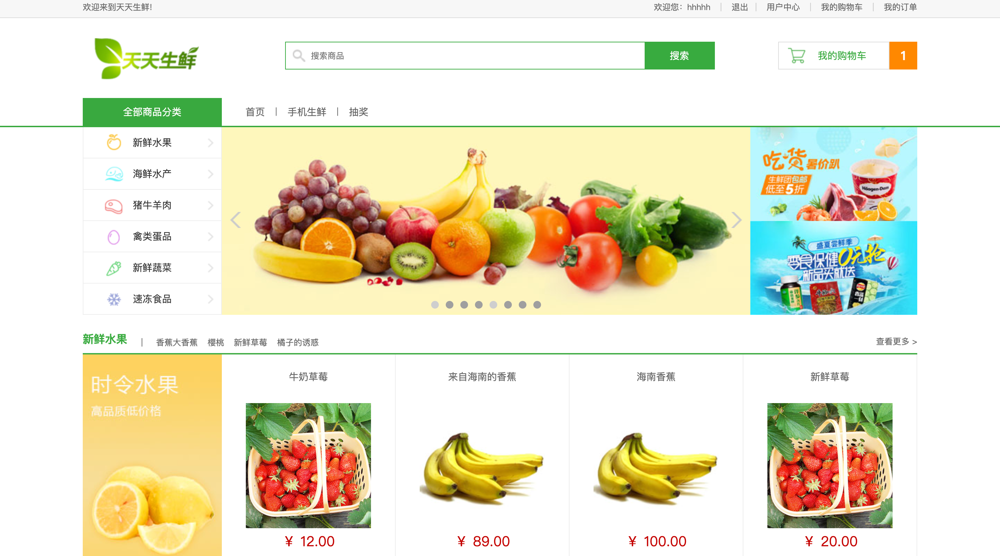 欢迎来到天天生鲜!
欢迎您：hhhhh | 退出 | 用户中心 | 我的购物车 | 我的订单
天天生鲜
搜索商品
搜索
我的购物车
1
全部商品分类
首页 | 手机生鲜 | 抽奖
新鲜水果
海鲜水产
猪牛羊肉
禽类蛋品
新鲜蔬菜
速冻食品
吃货暑价趴
生鲜团包邮
低至5折
Häagen-Dazs
盛夏尝鲜季
零食保健0元抢
新品买就送
新鲜水果 | 香蕉大香蕉 樱桃 新鲜草莓 橘子的诱惑
查看更多 >
时令水果
高品质低价格
牛奶草莓
¥ 12.00
来自海南的香蕉
¥ 89.00
海南香蕉
¥ 100.00
新鲜草莓
¥ 20.00